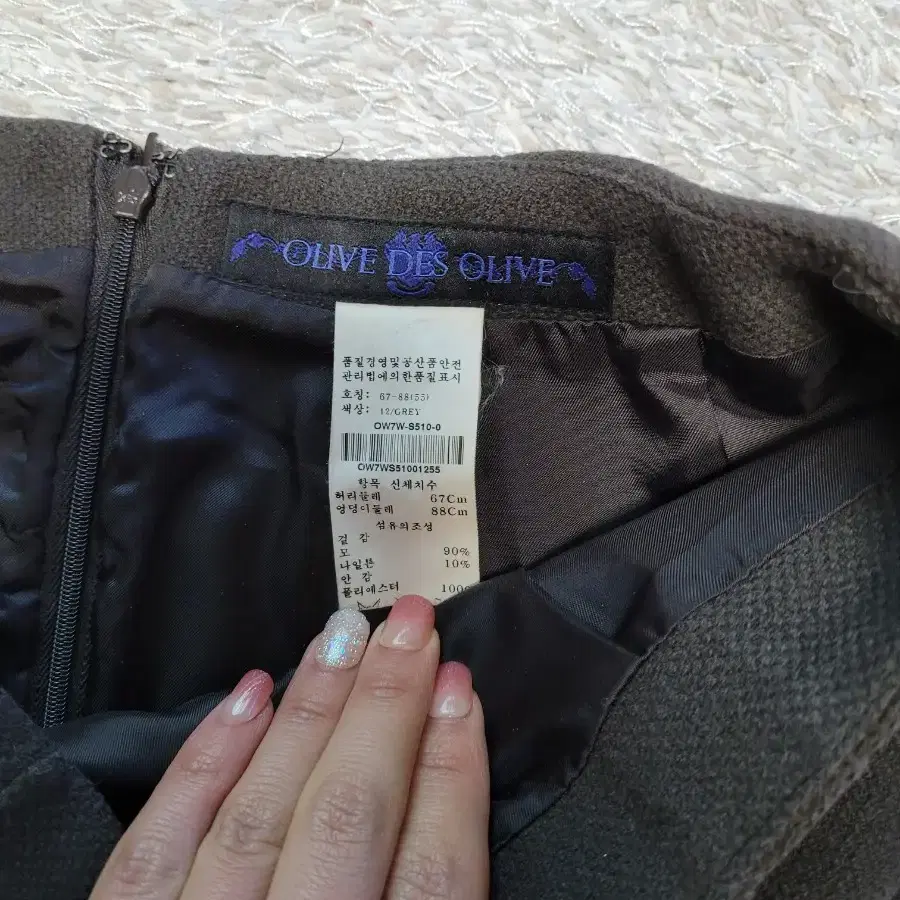 OLIVE DES OLIVE
품질경영및공산품안전
관리법에의한품질표시
호칭: 67-88(55)
색상: 12/GREY
OW7W-S510-0
OW7WS51001255
항목 신체치수
허리둘레 67Cm
엉덩이둘레 88Cm
섬유의조성
겉 감
모 90%
나일론 10%
안 감
폴리에스터 100